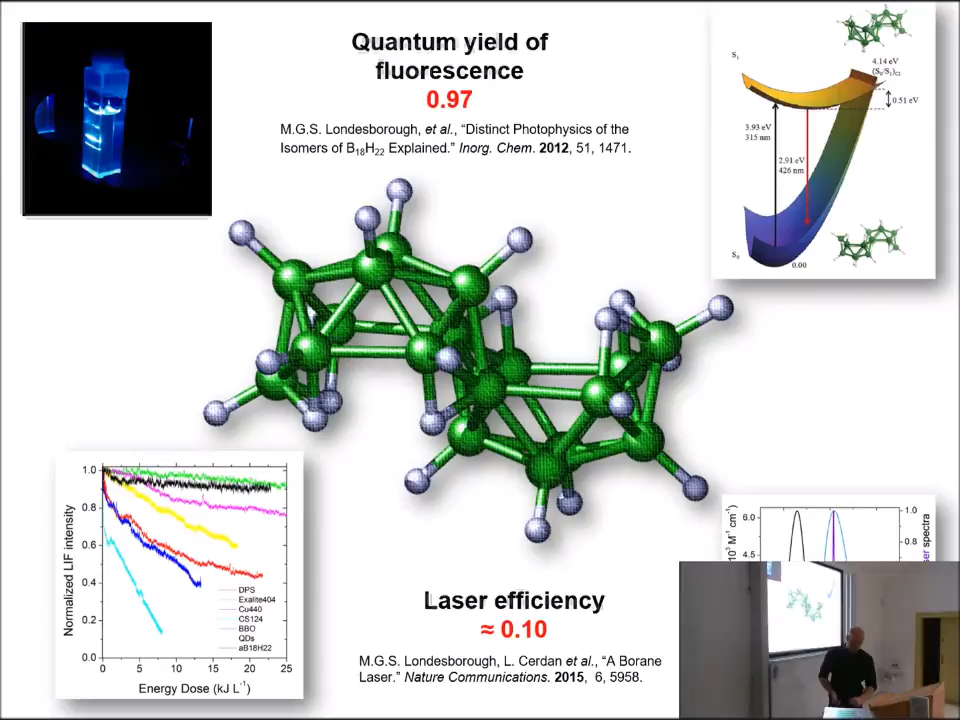 Quantum yield of
fluorescence
0.97
M.G.S. Londesborough, et al., “Distinct Photophysics of the
Isomers of B18H22 Explained.” Inorg. Chem. 2012, 51, 1471.
S1
4.14 eV
(S0/S1)CI
0.51 eV
3.93 eV
315 nm
2.91 eV
426 nm
S0
0.00
Normalized LIF intensity
1.0
0.8
0.6
0.4
0.2
0.0
DPS
Exalite404
Cu440
CS124
BBO
QDs
aB18H22
0 5 10 15 20 25
Energy Dose (kJ L-1)
6.0
4.5
10³ M-1 cm-1)
1.0
0.8
spectra
Laser efficiency
≈ 0.10
M.G.S. Londesborough, L. Cerdan et al., “A Borane
Laser.” Nature Communications. 2015, 6, 5958.